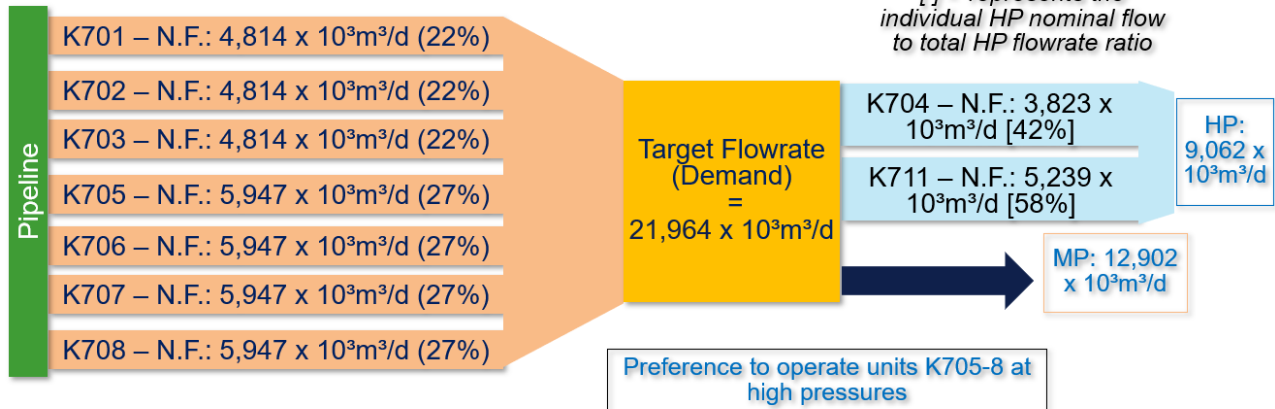 Pipeline
K701 – N.F.: 4,814 x 10³m³/d (22%)
K702 – N.F.: 4,814 x 10³m³/d (22%)
K703 – N.F.: 4,814 x 10³m³/d (22%)
K705 – N.F.: 5,947 x 10³m³/d (27%)
K706 – N.F.: 5,947 x 10³m³/d (27%)
K707 – N.F.: 5,947 x 10³m³/d (27%)
K708 – N.F.: 5,947 x 10³m³/d (27%)
Target Flowrate
(Demand)
=
21,964 x 10³m³/d
represents the
individual HP nominal flow
to total HP flowrate ratio
K704 – N.F.: 3,823 x
10³m³/d [42%]
K711 – N.F.: 5,239 x
10³m³/d [58%]
HP:
9,062 x
10³m³/d
MP: 12,902
x 10³m³/d
Preference to operate units K705-8 at
high pressures